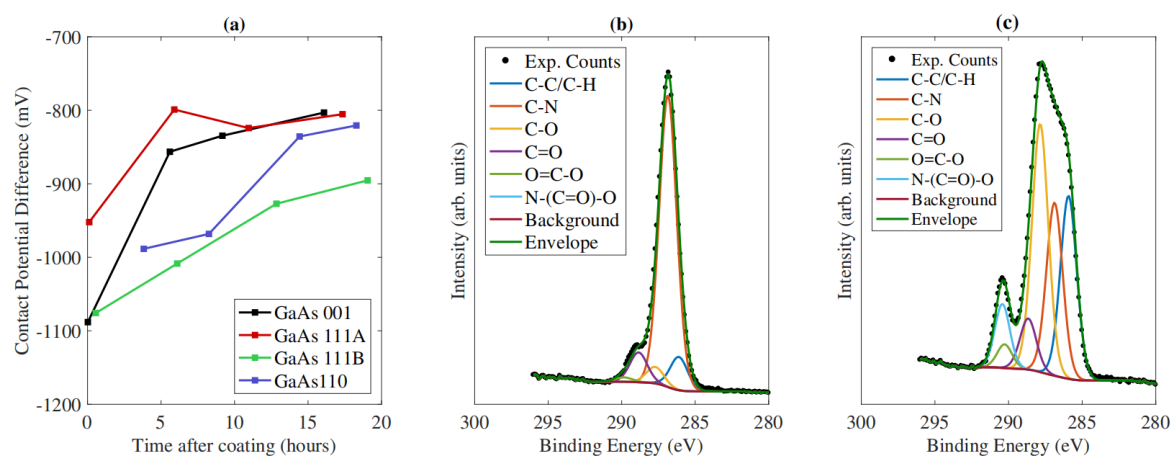 (a)
Contact Potential Difference (mV)
-700
-800
-900
-1000
-1100
-1200
0
5
10
15
20
Time after coating (hours)
GaAs 001
GaAs 111A
GaAs 111B
GaAs110
(b)
Intensity (arb. units)
Exp. Counts
C-C/C-H
C-N
C-O
C=O
O=C-O
N-(C=O)-O
Background
Envelope
300
295
290
285
280
Binding Energy (eV)
(c)
Intensity (arb. units)
Exp. Counts
C-C/C-H
C-N
C-O
C=O
O=C-O
N-(C=O)-O
Background
Envelope
300
295
290
285
280
Binding Energy (eV)